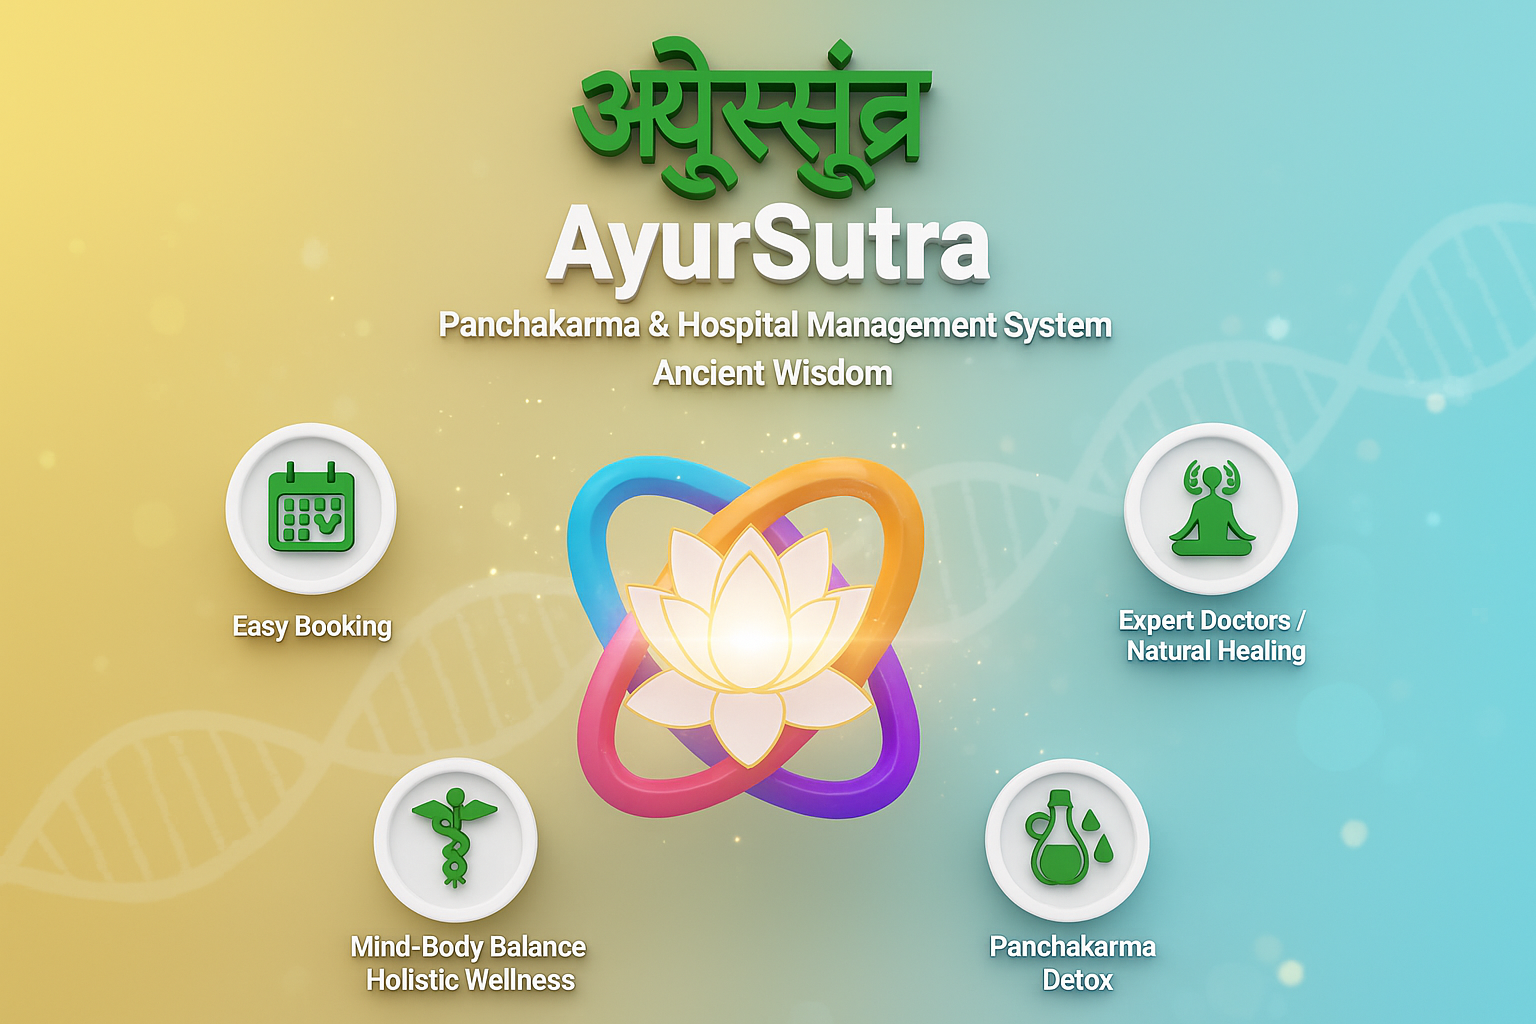 अयेुस्सूंत्र
AyurSutra
Panchakarma & Hospital Management System
Ancient Wisdom
Easy Booking
Expert Doctors /
Natural Healing
Mind-Body Balance
Holistic Wellness
Panchakarma
Detox